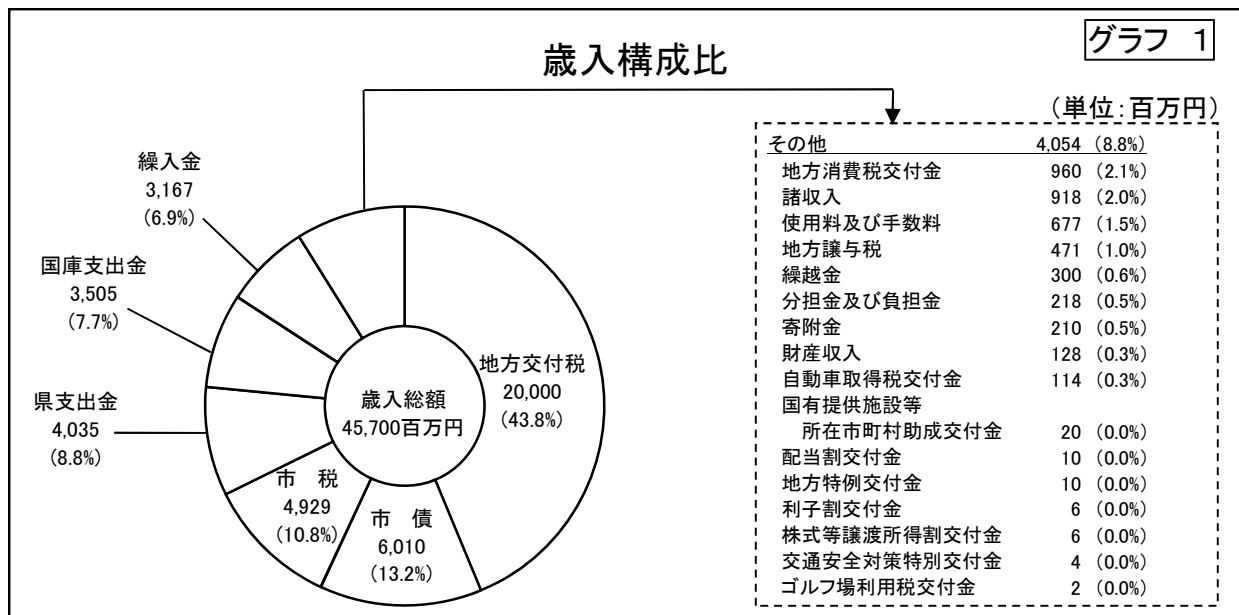 グラフ 1
歳入構成比
(単位:百万円)
その他 4,054 (8.8%)
地方消費税交付金 960 (2.1%)
諸収入 918 (2.0%)
使用料及び手数料 677 (1.5%)
地方譲与税 471 (1.0%)
繰越金 300 (0.6%)
分担金及び負担金 218 (0.5%)
寄附金 210 (0.5%)
財産収入 128 (0.3%)
自動車取得税交付金 114 (0.3%)
国有提供施設等
所在市町村助成交付金 20 (0.0%)
配当割交付金 10 (0.0%)
地方特例交付金 10 (0.0%)
利子割交付金 6 (0.0%)
株式等譲渡所得割交付金 6 (0.0%)
交通安全対策特別交付金 4 (0.0%)
ゴルフ場利用税交付金 2 (0.0%)
繰入金
3,167
(6.9%)
国庫支出金
3,505
(7.7%)
県支出金
4,035
(8.8%)
市 税
4,929
(10.8%)
市 債
6,010
(13.2%)
地方交付税
20,000
(43.8%)
歳入総額
45,700百万円